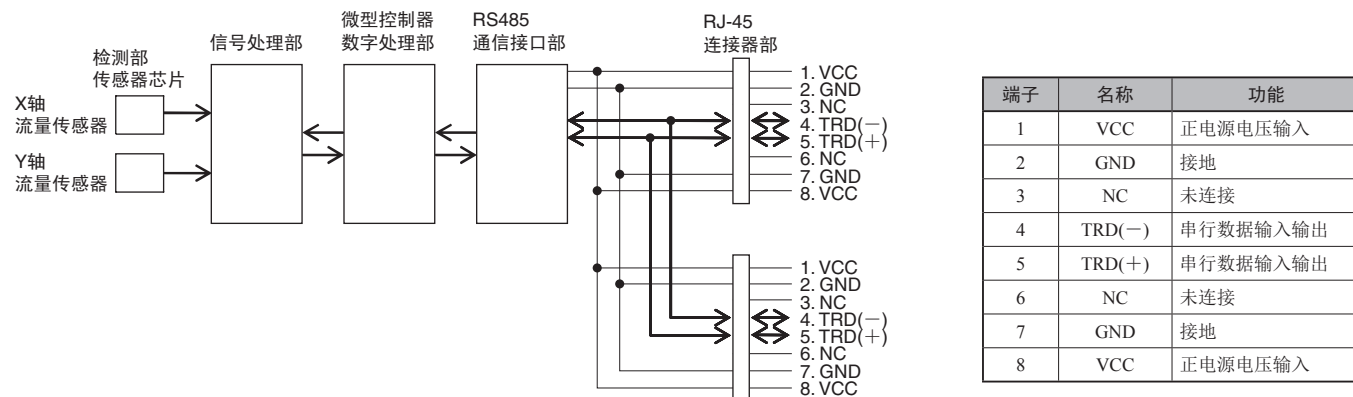 检测部
传感器芯片
X轴
流量传感器
Y轴
流量传感器
信号处理部
微型控制器
数字处理部
RS485
通信接口部
RJ-45
连接器部
1. VCC
2. GND
3. NC
4. TRD(－)
5. TRD(＋)
6. NC
7. GND
8. VCC
1. VCC
2. GND
3. NC
4. TRD(－)
5. TRD(＋)
6. NC
7. GND
8. VCC
端子 名称 功能
1 VCC 正电源电压输入
2 GND 接地
3 NC 未连接
4 TRD(－) 串行数据输入输出
5 TRD(＋) 串行数据输入输出
6 NC 未连接
7 GND 接地
8 VCC 正电源电压输入